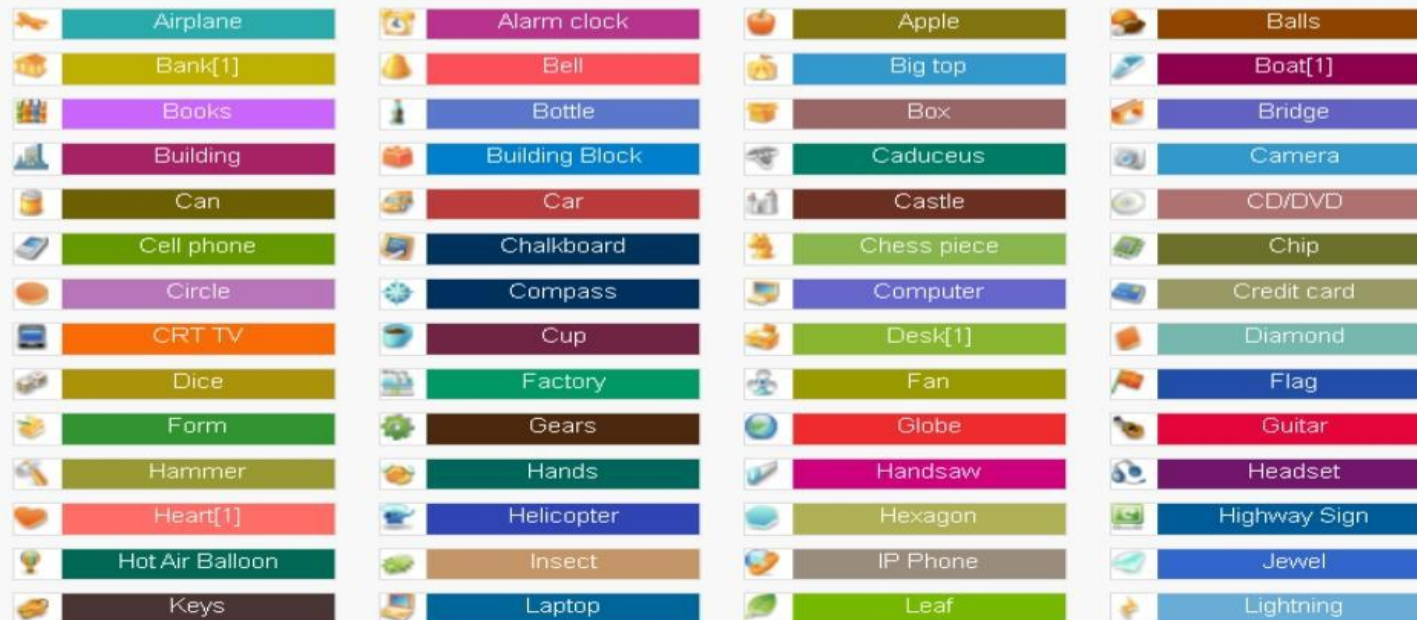 Airplane Alarm clock Apple Balls
Bank[1] Bell Big top Boat[1]
Books Bottle Box Bridge
Building Building Block Caduceus Camera
Can Car Castle CD/DVD
Cell phone Chalkboard Chess piece Chip
Circle Compass Computer Credit card
CRT TV Cup Desk[1] Diamond
Dice Factory Fan Flag
Form Gears Globe Guitar
Hammer Hands Handsaw Headset
Heart[1] Helicopter Hexagon Highway Sign
Hot Air Balloon Insect IP Phone Jewel
Keys Laptop Leaf Lightning